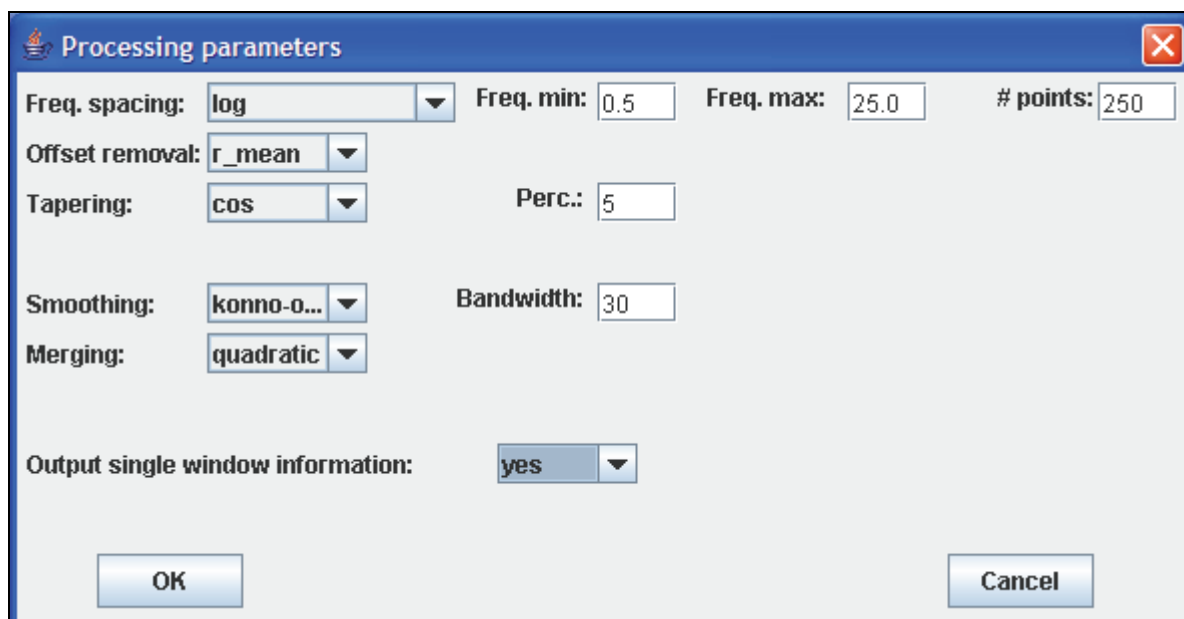 Processing parameters
Freq. spacing: log Freq. min: 0.5 Freq. max: 25.0 # points: 250
Offset removal: r_mean
Tapering: cos Perc.: 5
Smoothing: konno-o... Bandwidth: 30
Merging: quadratic
Output single window information: yes
OK Cancel